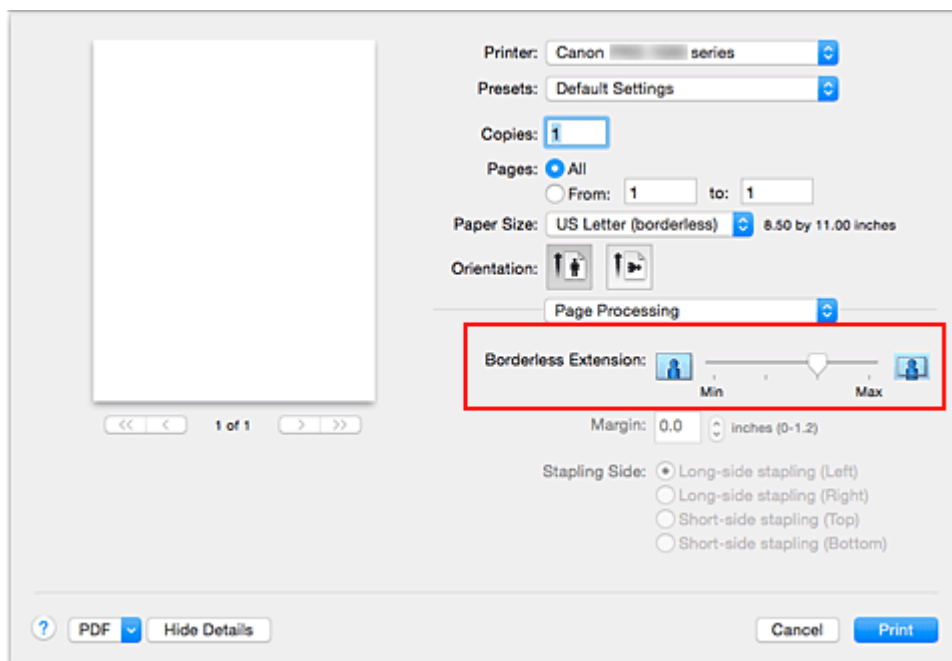 Printer: Canon series
Presets: Default Settings
Copies: 1
Pages: All
From: 1 to: 1
Paper Size: US Letter (borderless) 8.50 by 11.00 inches
Orientation:
Page Processing
Borderless Extension:
Min Max
1 of 1
Margin: 0.0 inches (0-1.2)
Stapling Side: Long-side stapling (Left)
Long-side stapling (Right)
Short-side stapling (Top)
Short-side stapling (Bottom)
? PDF Hide Details Cancel Print